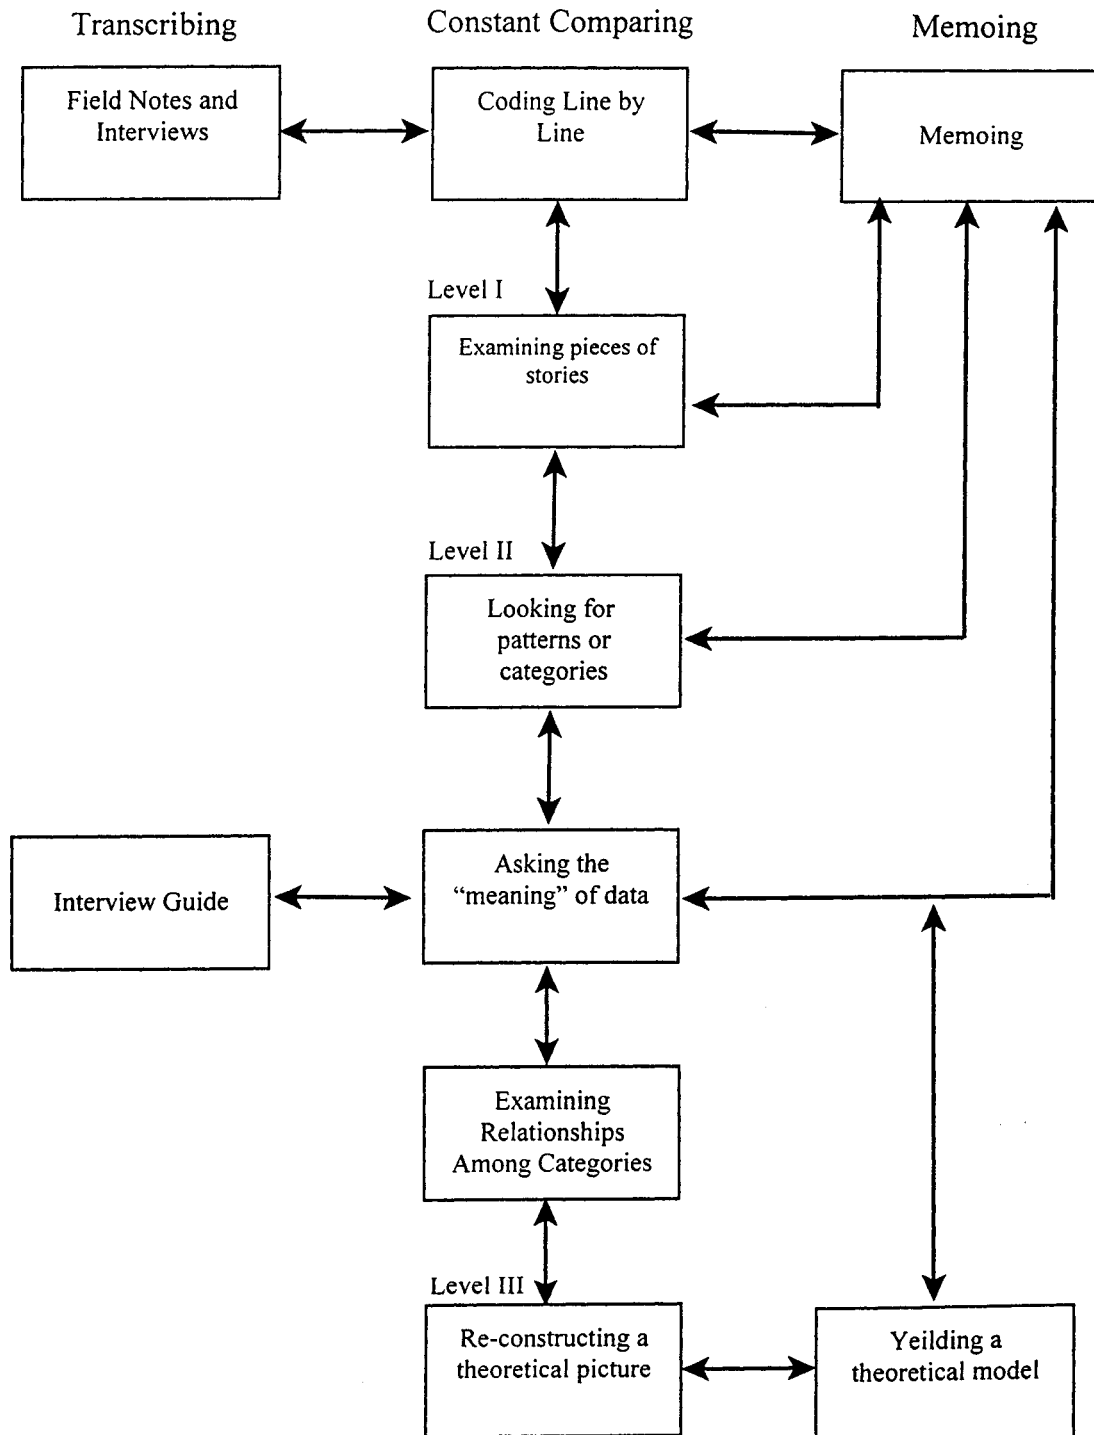 Transcribing
Constant Comparing
Memoing
Field Notes and
Interviews
Coding Line by
Line
Memoing
Level I
Examining pieces of
stories
Level II
Looking for
patterns or
categories
Interview Guide
Asking the
“meaning” of data
Examining
Relationships
Among Categories
Level III
Re-constructing a
theoretical picture
Yeilding a
theoretical model